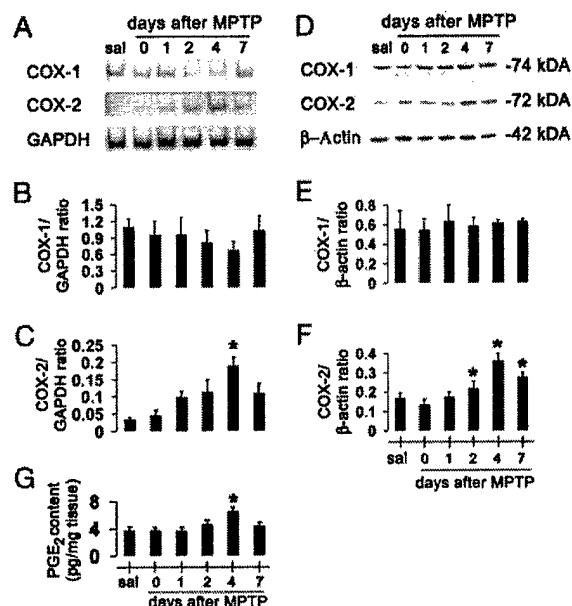 A
days after MPTP
sal 0 1 2 4 7
COX-1
COX-2
GAPDH
B
COX-1/
GAPDH ratio
1.5
1.2
0.9
0.6
0.3
0
C
COX-2/
GAPDH ratio
0.25
0.2
0.15
0.1
0.05
0
*
G
PGE2 content
(pg/mg tissue)
8
4
0
*
sal 0 1 2 4 7
days after MPTP
D
days after MPTP
sal 0 1 2 4 7
COX-1
-74 kDA
COX-2
-72 kDA
β-Actin
-42 kDA
E
COX-1/
β-actin ratio
0.8
0.6
0.4
0.2
0
F
COX-2/
β-actin ratio
0.4
0.3
0.2
0.1
0
* * *
sal 0 1 2 4 7
days after MPTP